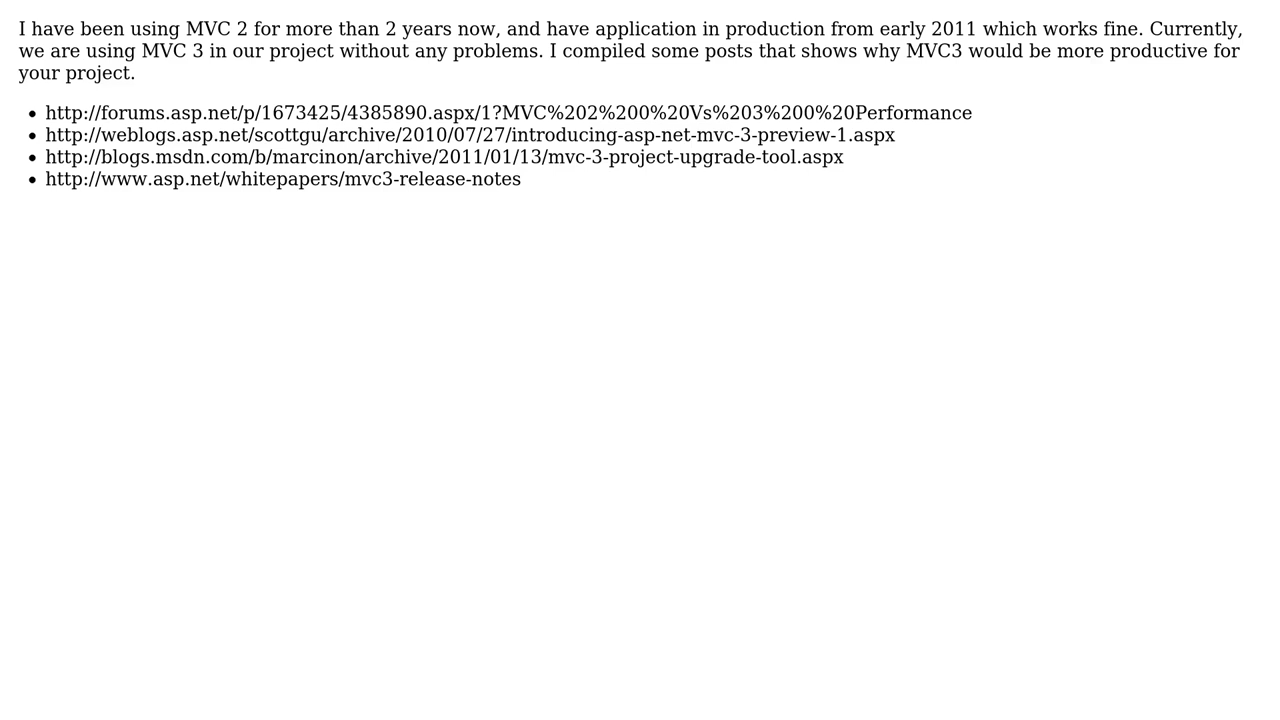 I have been using MVC 2 for more than 2 years now, and have application in production from early 2011 which works fine. Currently,
we are using MVC 3 in our project without any problems. I compiled some posts that shows why MVC3 would be more productive for
your project.
• http://forums.asp.net/p/1673425/4385890.aspx/1?MVC%202%200%20Vs%203%200%20Performance
• http://weblogs.asp.net/scottgu/archive/2010/07/27/introducing-asp-net-mvc-3-preview-1.aspx
• http://blogs.msdn.com/b/marcinon/archive/2011/01/13/mvc-3-project-upgrade-tool.aspx
• http://www.asp.net/whitepapers/mvc3-release-notes